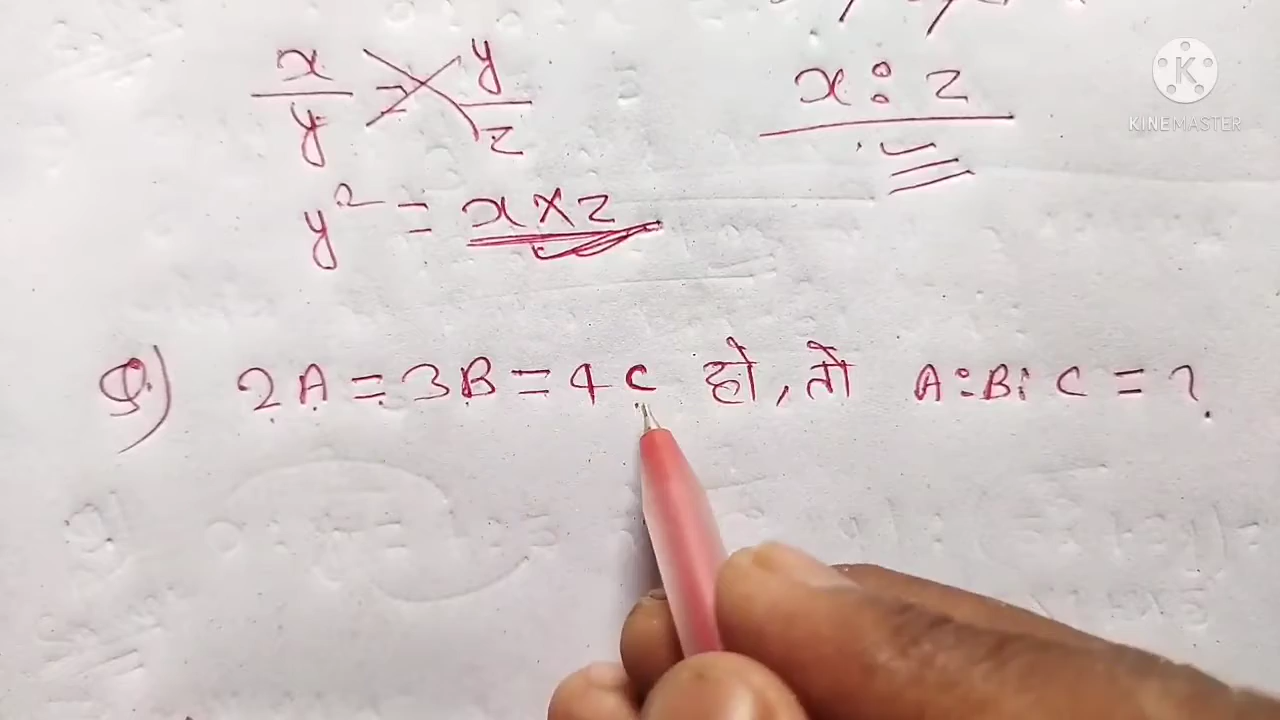 x/y = y/z
x : z
K
KINEMASTER
y² = x × z
Q) 2A = 3B = 4C हो, तो A:B:C = ?